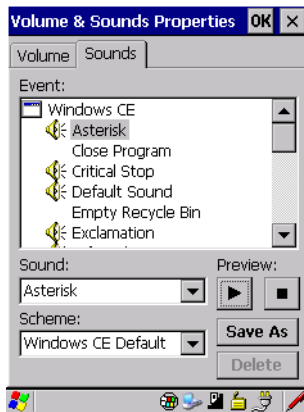 Volume & Sounds Properties OK ×
Volume Sounds
Event:
Windows CE
Asterisk
Close Program
Critical Stop
Default Sound
Empty Recycle Bin
Exclamation
Sound: Preview:
Asterisk
Scheme:
Windows CE Default
Save As
Delete